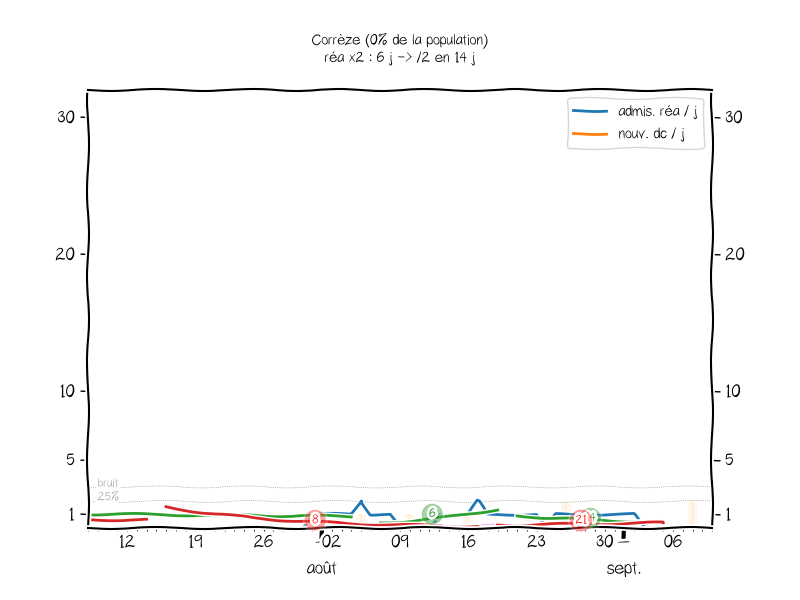 Corrèze (0% de la population)
réa x2 : 6 j -> /2 en 14 j
admis. réa / j
nouv. dc / j
30 30
20 20
10 10
5 5
bruit
25%
1 1
8 6 21
12 19 26 02 09 16 23 30 06
août sept.